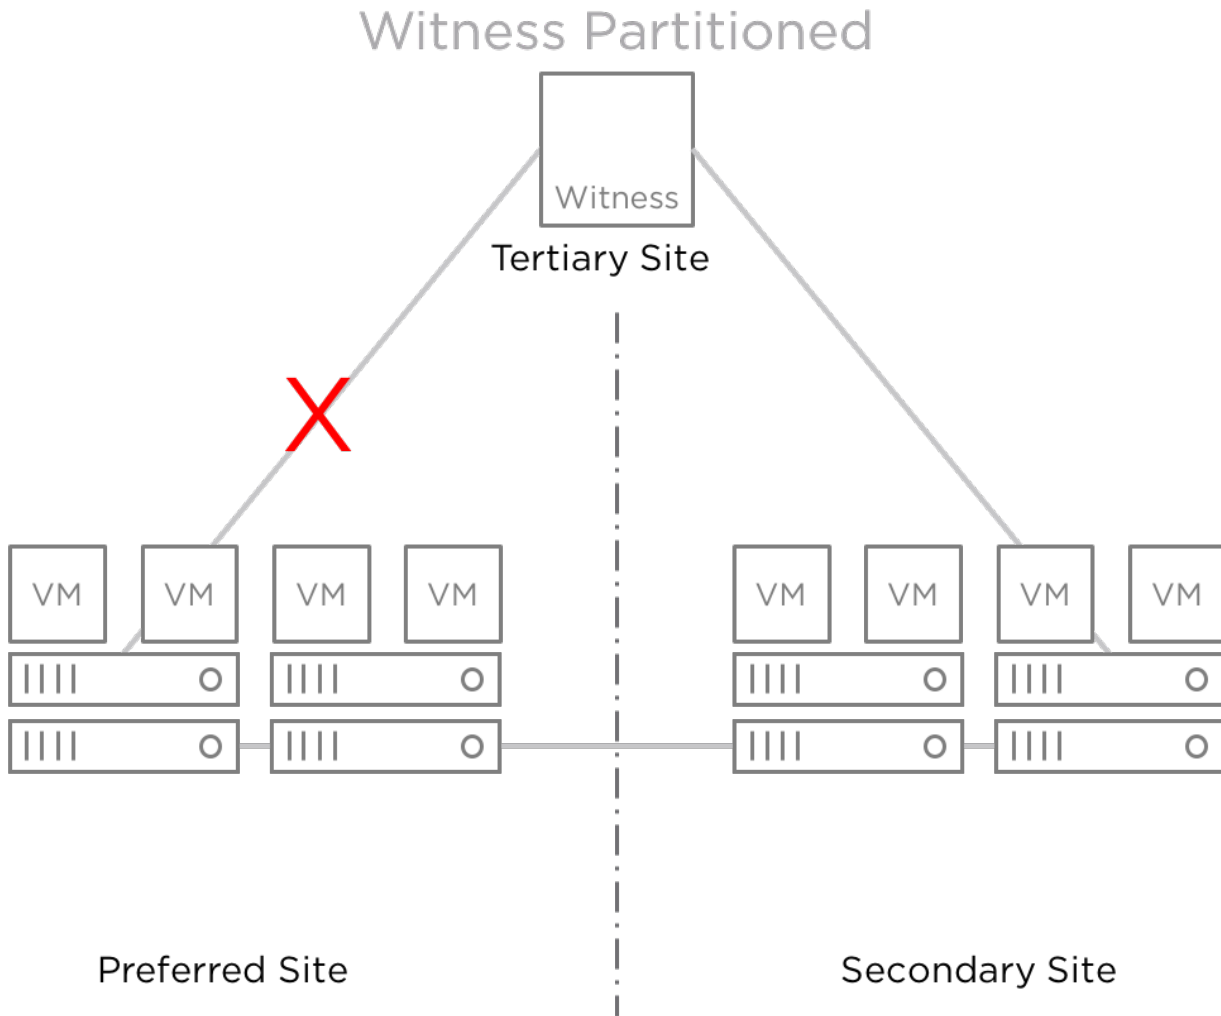 Witness Partitioned
Witness
Tertiary Site
X
VM VM VM VM VM VM VM VM
Preferred Site Secondary Site